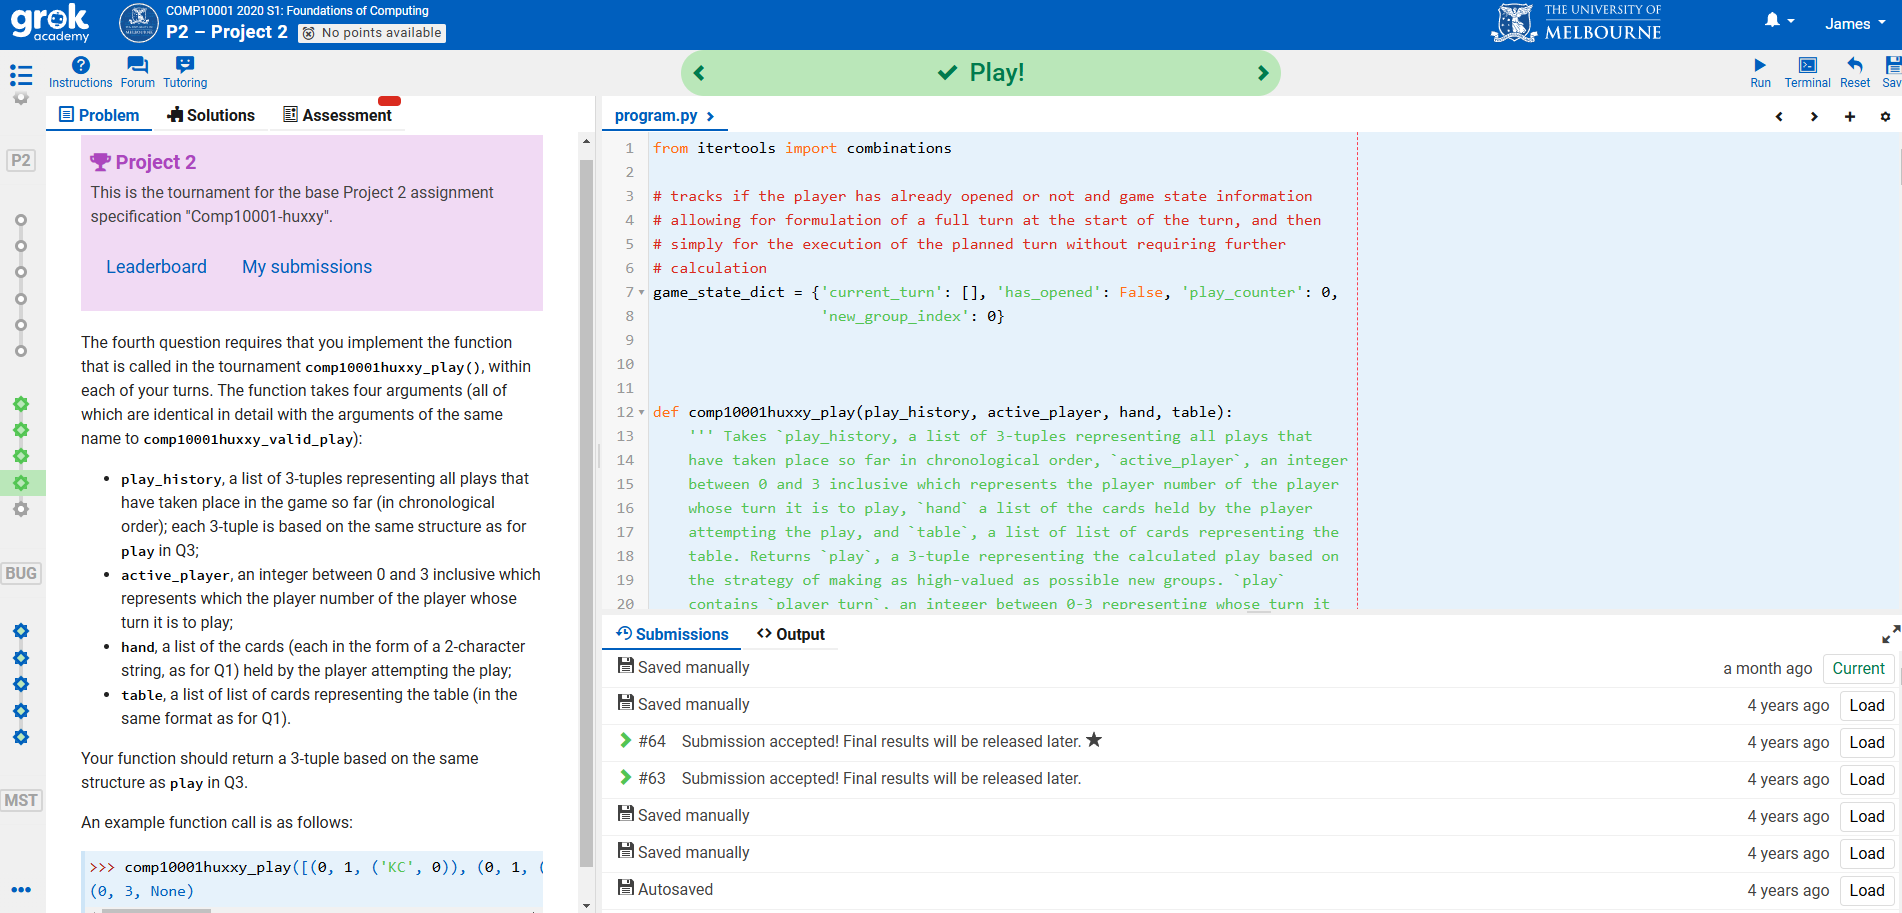 grok
academy
COMP10001 2020 S1: Foundations of Computing
P2 – Project 2
No points available
THE UNIVERSITY OF
MELBOURNE
James
Instructions
Forum
Tutoring
Play!
Run
Terminal
Reset
Sav
Problem
Solutions
Assessment
P2
BUG
MST
Project 2
This is the tournament for the base Project 2 assignment
specification "Comp10001-huxxy".
Leaderboard
My submissions
The fourth question requires that you implement the function
that is called in the tournament comp10001huxxy_play(), within
each of your turns. The function takes four arguments (all of
which are identical in detail with the arguments of the same
name to comp10001huxxy_valid_play):
• play_history, a list of 3-tuples representing all plays that
have taken place in the game so far (in chronological
order); each 3-tuple is based on the same structure as for
play in Q3;
• active_player, an integer between 0 and 3 inclusive which
represents which the player number of the player whose
turn it is to play;
• hand, a list of the cards (each in the form of a 2-character
string, as for Q1) held by the player attempting the play;
• table, a list of list of cards representing the table (in the
same format as for Q1).
Your function should return a 3-tuple based on the same
structure as play in Q3.
An example function call is as follows:
>>> comp10001huxxy_play([(0, 1, ('KC', 0)), (0, 1, (
(0, 3, None)
program.py
1 from itertools import combinations
2
3 # tracks if the player has already opened or not and game state information
4 # allowing for formulation of a full turn at the start of the turn, and then
5 # simply for the execution of the planned turn without requiring further
6 # calculation
7 game_state_dict = {'current_turn': [], 'has_opened': False, 'play_counter': 0,
8 'new_group_index': 0}
9
10
11
12 def comp10001huxxy_play(play_history, active_player, hand, table):
13 ''' Takes `play_history, a list of 3-tuples representing all plays that
14 have taken place so far in chronological order, `active_player`, an integer
15 between 0 and 3 inclusive which represents the player number of the player
16 whose turn it is to play, `hand` a list of the cards held by the player
17 attempting the play, and `table`, a list of list of cards representing the
18 table. Returns `play`, a 3-tuple representing the calculated play based on
19 the strategy of making as high-valued as possible new groups. `play`
20 contains `player_turn`, an integer between 0-3 representing whose turn it
Submissions
<> Output
Saved manually
a month ago
Current
Saved manually
4 years ago
Load
#64 Submission accepted! Final results will be released later. ★
4 years ago
Load
#63 Submission accepted! Final results will be released later.
4 years ago
Load
Saved manually
4 years ago
Load
Saved manually
4 years ago
Load
Autosaved
4 years ago
Load